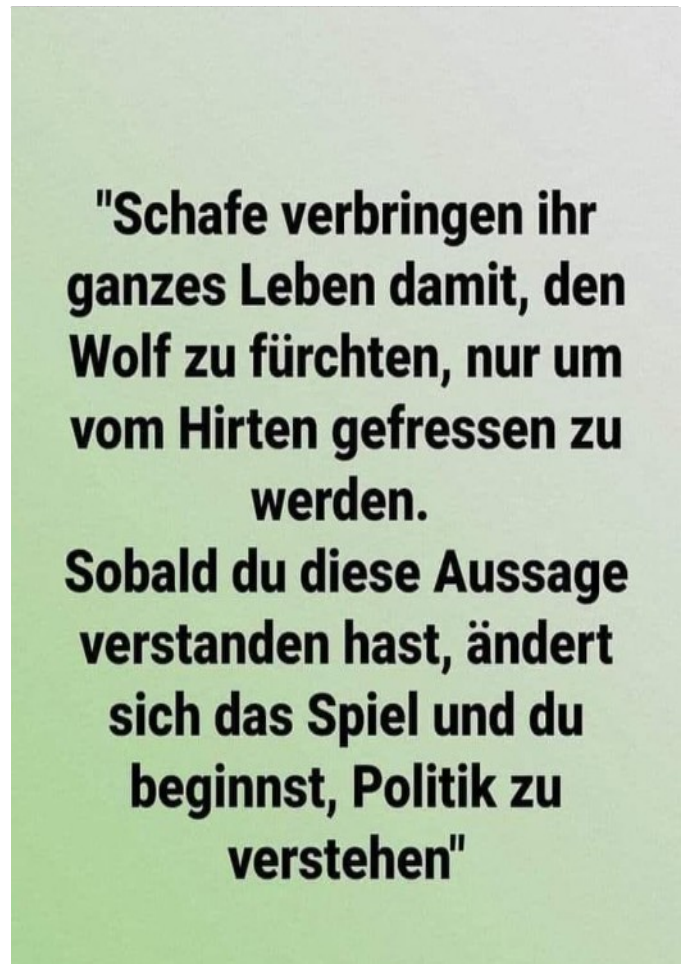 "Schafe verbringen ihr
ganzes Leben damit, den
Wolf zu fürchten, nur um
vom Hirten gefressen zu
werden.
Sobald du diese Aussage
verstanden hast, ändert
sich das Spiel und du
beginnst, Politik zu
verstehen"